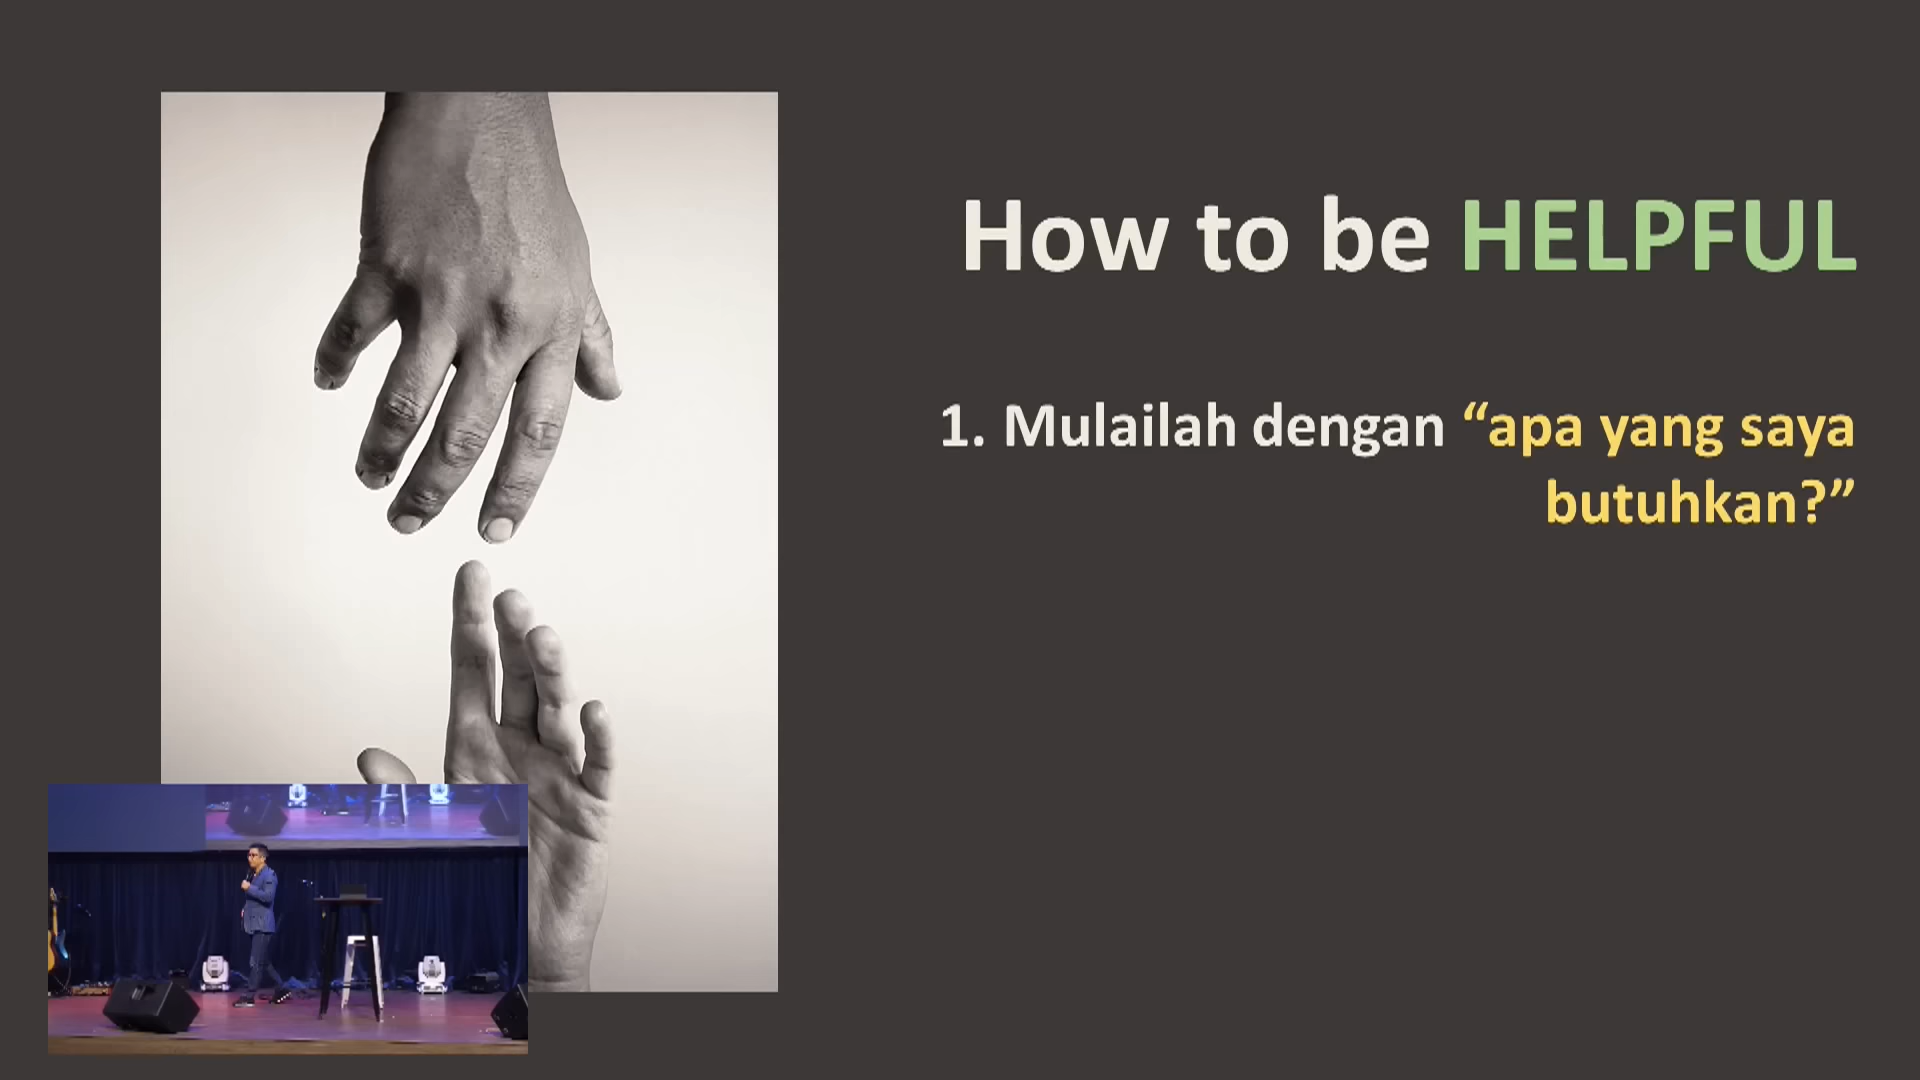 How to be HELPFUL
1. Mulailah dengan “apa yang saya
butuhkan?”